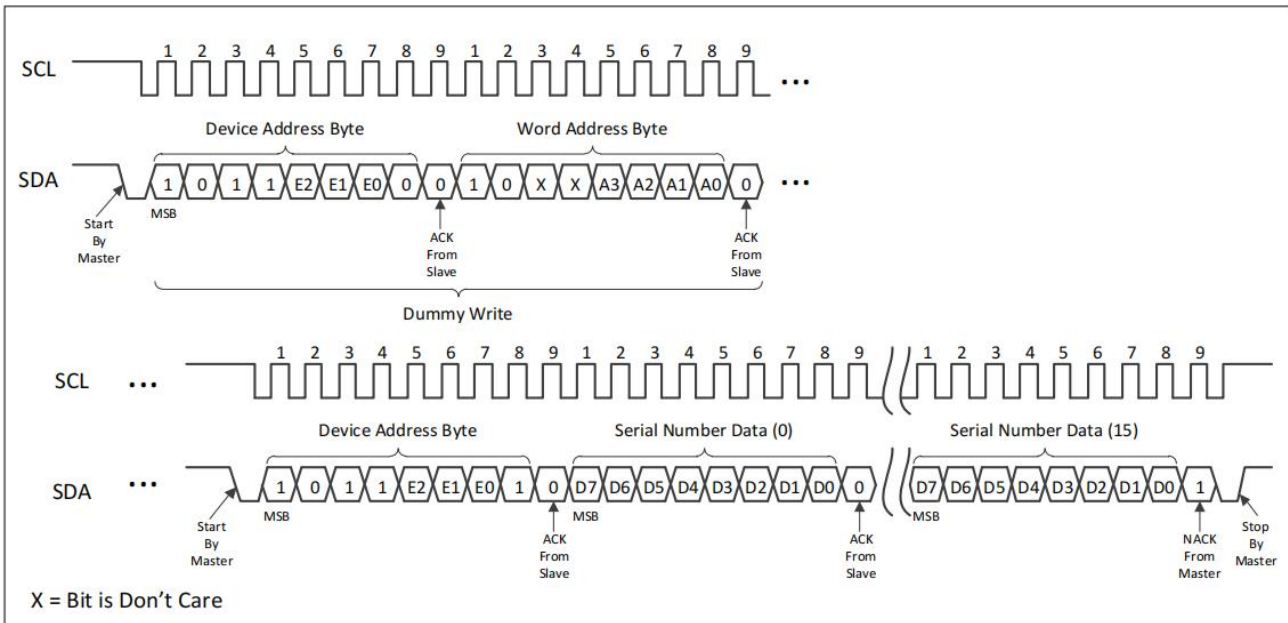 1 2 3 4 5 6 7 8 9 1 2 3 4 5 6 7 8 9
SCL ...
Device Address Byte Word Address Byte
SDA 1 0 1 1 E2 E1 E0 0 0 1 0 X X A3 A2 A1 A0 0 ...
MSB
Start
By
Master
ACK
From
Slave
ACK
From
Slave
Dummy Write
1 2 3 4 5 6 7 8 9 1 2 3 4 5 6 7 8 9 1 2 3 4 5 6 7 8 9
SCL ...
Device Address Byte Serial Number Data (0) Serial Number Data (15)
SDA ... 1 0 1 1 E2 E1 E0 1 0 D7 D6 D5 D4 D3 D2 D1 D0 0 D7 D6 D5 D4 D3 D2 D1 D0 1
MSB MSB MSB
Start
By
Master
ACK
From
Slave
ACK
From
Slave
NACK
From
Master
Stop
By
Master
X = Bit is Don’t Care